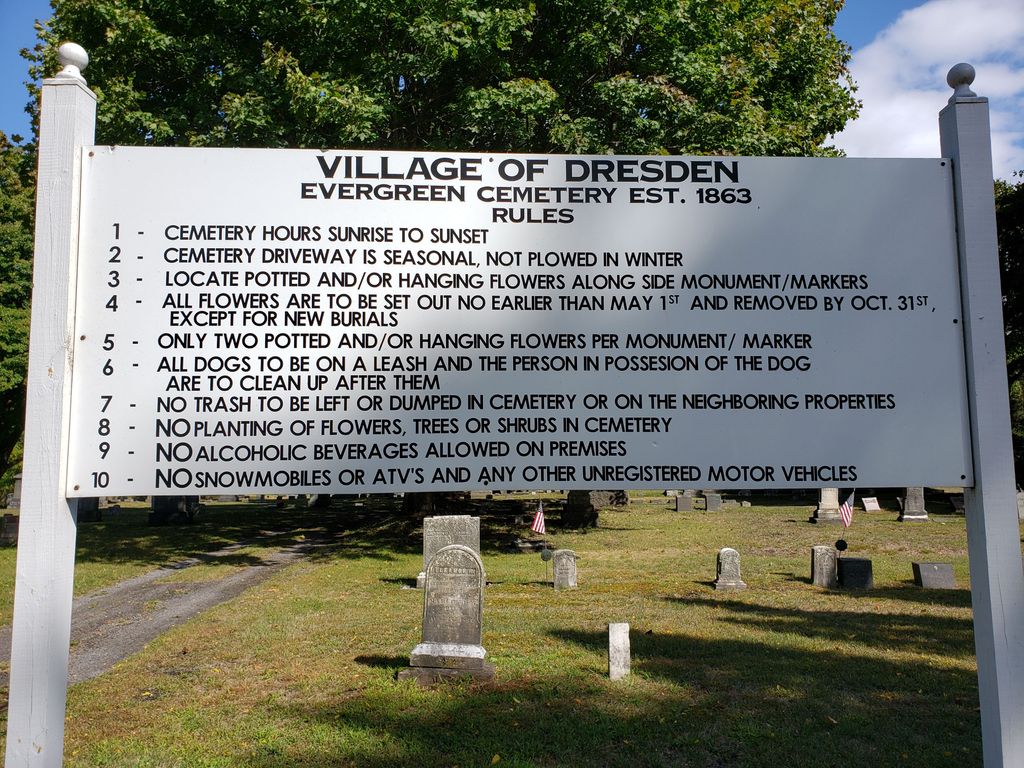 VILLAGE OF DRESDEN
EVERGREEN CEMETERY EST. 1863
RULES
1 - CEMETERY HOURS SUNRISE TO SUNSET
2 - CEMETERY DRIVEWAY IS SEASONAL, NOT PLOWED IN WINTER
3 - LOCATE POTTED AND/OR HANGING FLOWERS ALONG SIDE MONUMENT/MARKERS
4 - ALL FLOWERS ARE TO BE SET OUT NO EARLIER THAN MAY 1ST AND REMOVED BY OCT. 31ST,
EXCEPT FOR NEW BURIALS
5 - ONLY TWO POTTED AND/OR HANGING FLOWERS PER MONUMENT/ MARKER
6 - ALL DOGS TO BE ON A LEASH AND THE PERSON IN POSSESION OF THE DOG
ARE TO CLEAN UP AFTER THEM
7 - NO TRASH TO BE LEFT OR DUMPED IN CEMETERY OR ON THE NEIGHBORING PROPERTIES
8 - NO PLANTING OF FLOWERS, TREES OR SHRUBS IN CEMETERY
9 - NO ALCOHOLIC BEVERAGES ALLOWED ON PREMISES
10 - NO SNOWMOBILES OR ATV'S AND ANY OTHER UNREGISTERED MOTOR VEHICLES